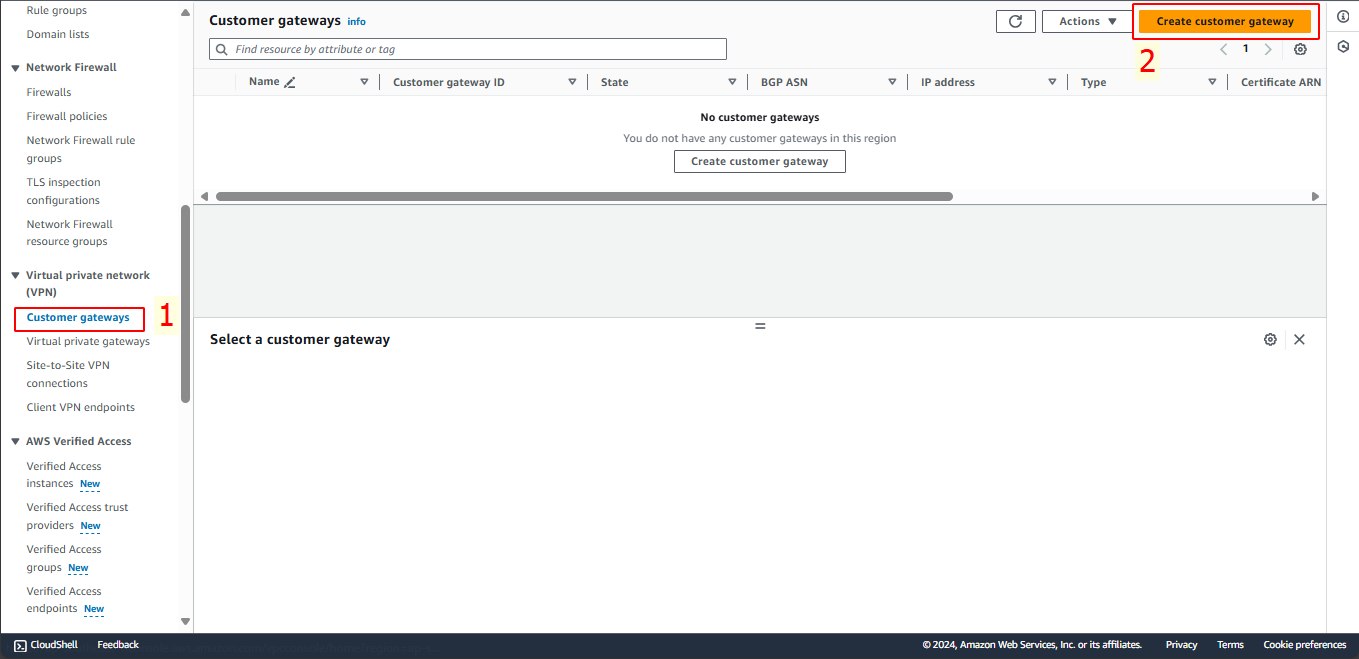 Rule groups
Domain lists
Network Firewall
Firewalls
Firewall policies
Network Firewall rule
groups
TLS inspection
configurations
Network Firewall
resource groups
Virtual private network
(VPN)
Customer gateways
1
Virtual private gateways
Site-to-Site VPN
connections
Client VPN endpoints
AWS Verified Access
Verified Access
instances New
Verified Access trust
providers New
Verified Access
groups New
Verified Access
endpoints New
Customer gateways info
Actions
Create customer gateway
2
Find resource by attribute or tag
1
Name Customer gateway ID State BGP ASN IP address Type Certificate ARN
No customer gateways
You do not have any customer gateways in this region
Create customer gateway
Select a customer gateway
CloudShell Feedback © 2024, Amazon Web Services, Inc. or its affiliates. Privacy Terms Cookie preferences